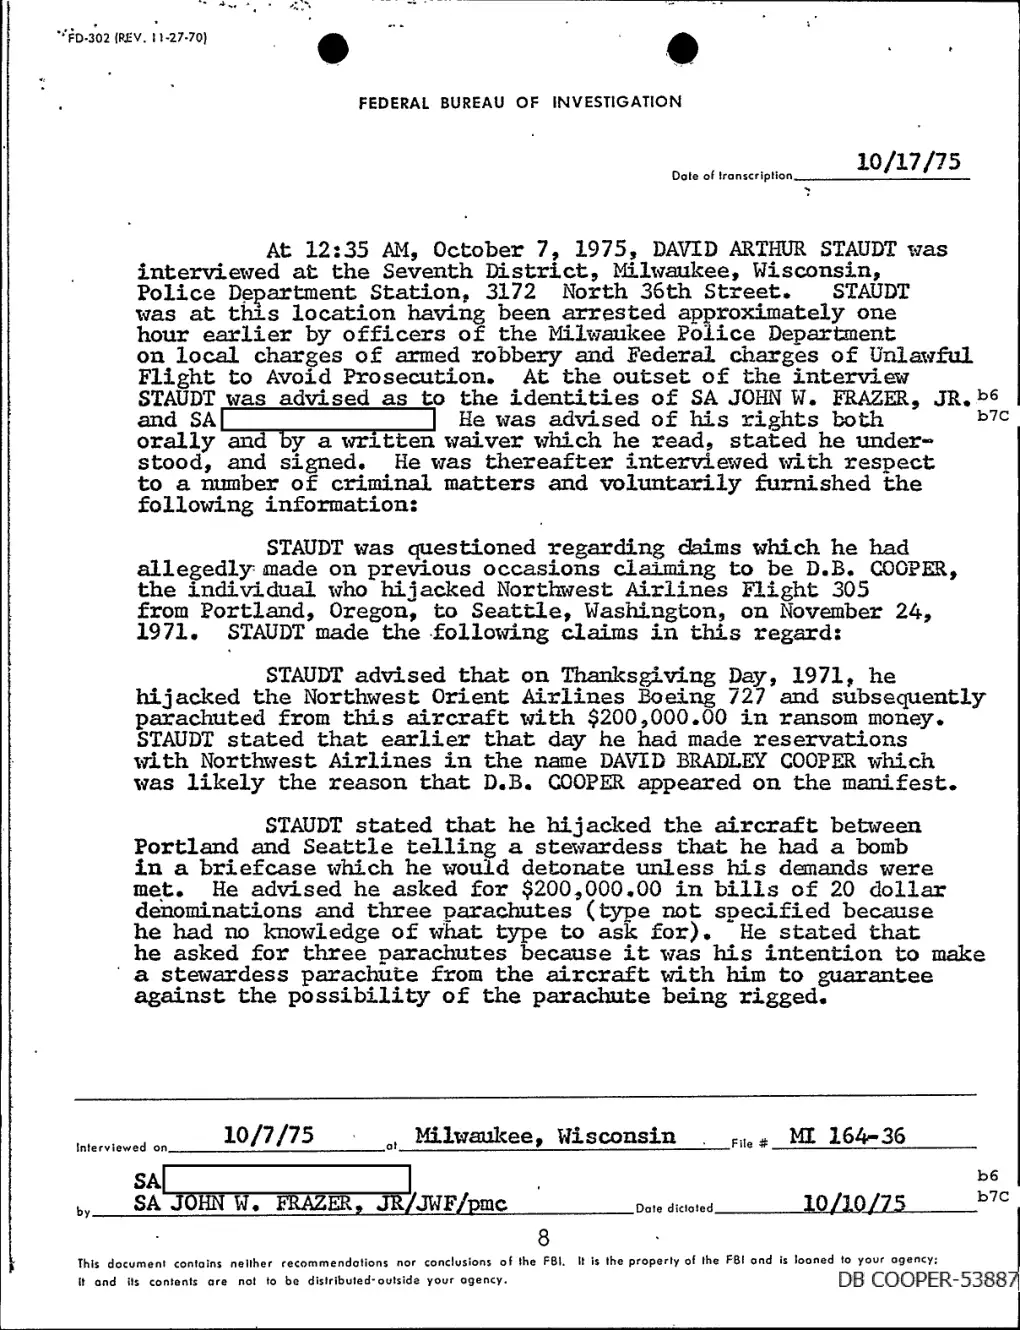 FD-302 (REV. 11-27-70)
FEDERAL BUREAU OF INVESTIGATION
Date of transcription 10/17/75
At 12:35 AM, October 7, 1975, DAVID ARTHUR STAUDT was
interviewed at the Seventh District, Milwaukee, Wisconsin,
Police Department Station, 3172 North 36th Street. STAUDT
was at this location having been arrested approximately one
hour earlier by officers of the Milwaukee Police Department
on local charges of armed robbery and Federal charges of Unlawful
Flight to Avoid Prosecution. At the outset of the interview
STAUDT was advised as to the identities of SA JOHN W. FRAZER, JR. b6
and SA He was advised of his rights both b7C
orally and by a written waiver which he read, stated he under-
stood, and signed. He was thereafter interviewed with respect
to a number of criminal matters and voluntarily furnished the
following information:
STAUDT was questioned regarding claims which he had
allegedly made on previous occasions claiming to be D.B. COOPER,
the individual who hijacked Northwest Airlines Flight 305
from Portland, Oregon, to Seattle, Washington, on November 24,
1971. STAUDT made the following claims in this regard:
STAUDT advised that on Thanksgiving Day, 1971, he
hijacked the Northwest Orient Airlines Boeing 727 and subsequently
parachuted from this aircraft with $200,000.00 in ransom money.
STAUDT stated that earlier that day he had made reservations
with Northwest Airlines in the name DAVID BRADLEY COOPER which
was likely the reason that D.B. COOPER appeared on the manifest.
STAUDT stated that he hijacked the aircraft between
Portland and Seattle telling a stewardess that he had a bomb
in a briefcase which he would detonate unless his demands were
met. He advised he asked for $200,000.00 in bills of 20 dollar
denominations and three parachutes (type not specified because
he had no knowledge of what type to ask for). He stated that
he asked for three parachutes because it was his intention to make
a stewardess parachute from the aircraft with him to guarantee
against the possibility of the parachute being rigged.
Interviewed on 10/7/75 at Milwaukee, Wisconsin File # MI 164-36
SA b6
by SA JOHN W. FRAZER, JR/JWF/pmc Date dictated 10/10/75 b7C
8
This document contains neither recommendations nor conclusions of the FBI. It is the property of the FBI and is loaned to your agency;
it and its contents are not to be distributed outside your agency.
DB COOPER-53887